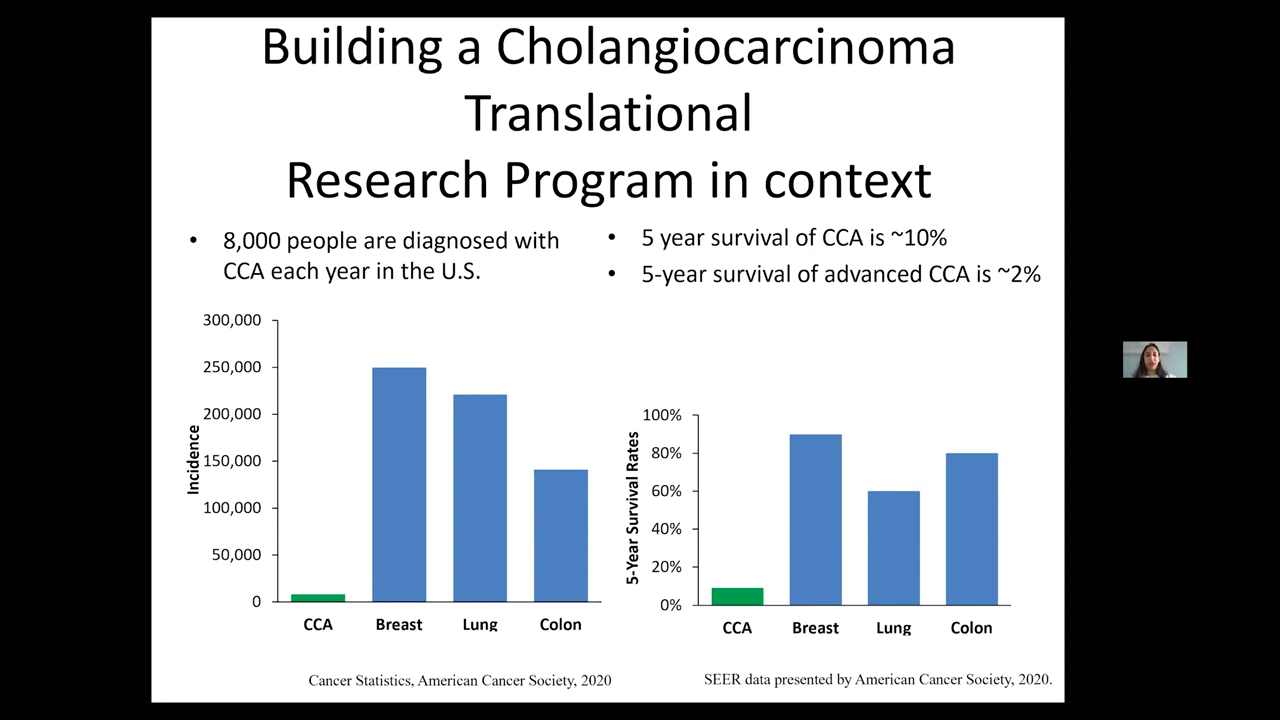 Building a Cholangiocarcinoma
Translational
Research Program in context
• 8,000 people are diagnosed with
CCA each year in the U.S.
• 5 year survival of CCA is ~10%
• 5-year survival of advanced CCA is ~2%
300,000
250,000
200,000
150,000
100,000
50,000
0
Incidence
CCA Breast Lung Colon
Cancer Statistics, American Cancer Society, 2020
100%
80%
60%
40%
20%
0%
5-Year Survival Rates
CCA Breast Lung Colon
SEER data presented by American Cancer Society, 2020.